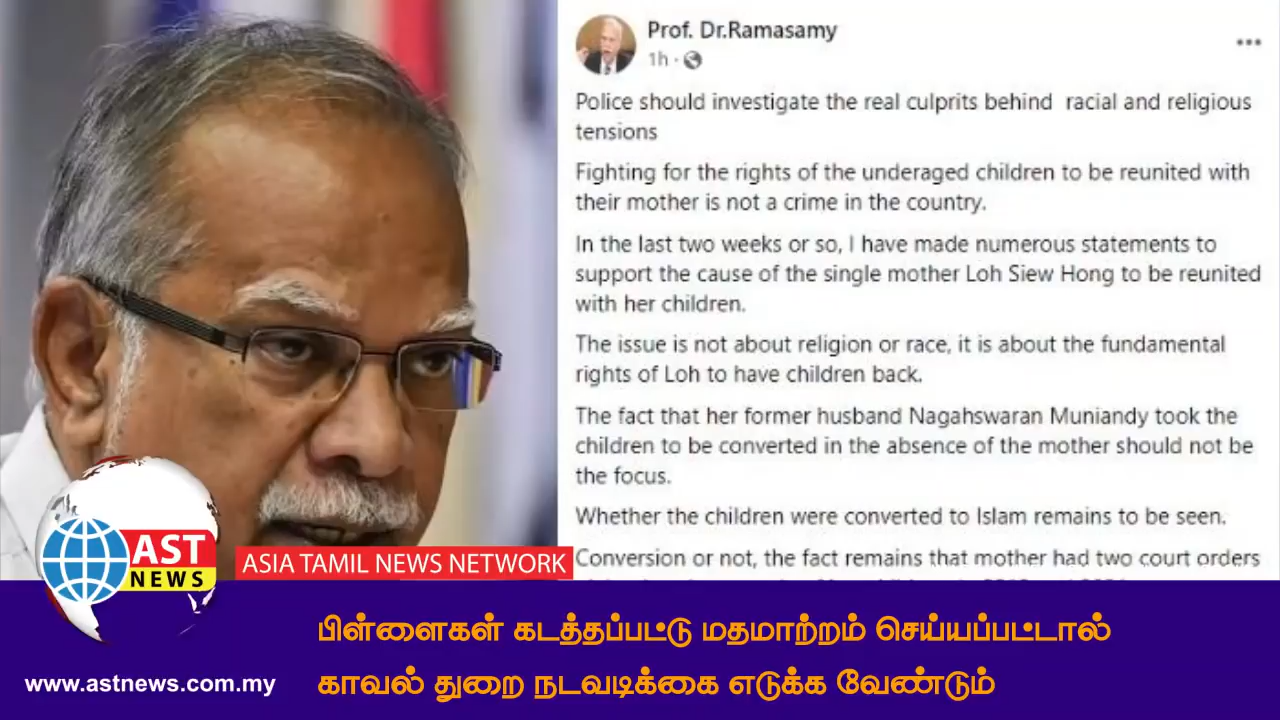 Prof. Dr.Ramasamy
1h
Police should investigate the real culprits behind racial and religious
tensions
Fighting for the rights of the underaged children to be reunited with
their mother is not a crime in the country.
In the last two weeks or so, I have made numerous statements to
support the cause of the single mother Loh Siew Hong to be reunited
with her children.
The issue is not about religion or race, it is about the fundamental
rights of Loh to have children back.
The fact that her former husband Nagahswaran Muniandy took the
children to be converted in the absence of the mother should not be
the focus.
Whether the children were converted to Islam remains to be seen.
Conversion or not, the fact remains that mother had two court orders
AST
NEWS
ASIA TAMIL NEWS NETWORK
பிள்ளைகள் கடத்தப்பட்டு மதமாற்றம் செய்யப்பட்டால்
காவல் துறை நடவடிக்கை எடுக்க வேண்டும்
www.astnews.com.my